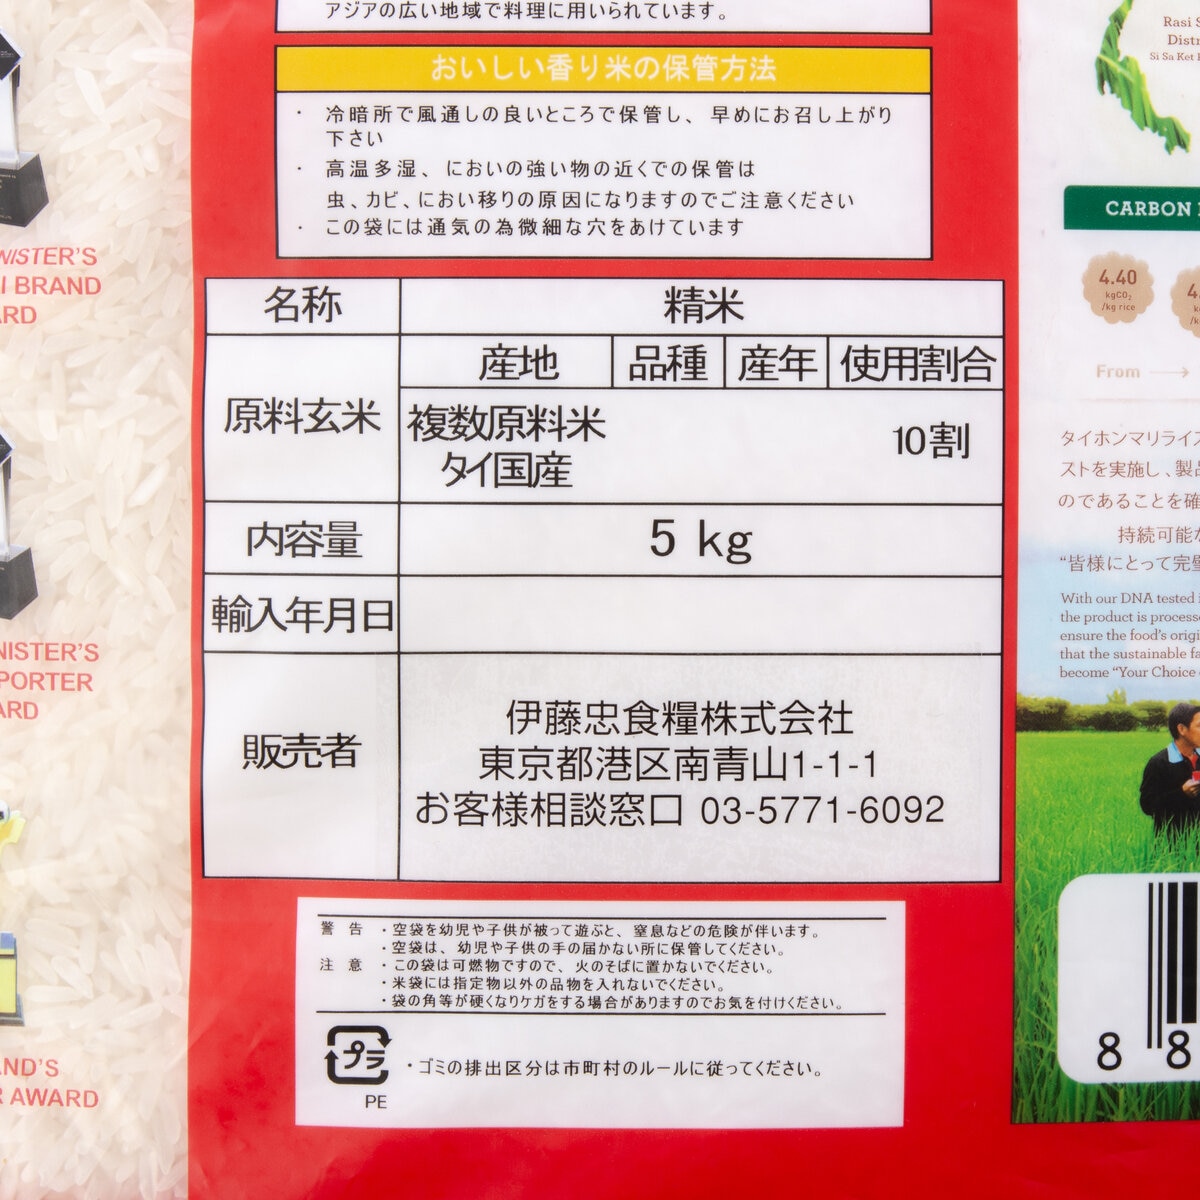 アジアの広い地域で料理に用いられています。
おいしい香り米の保管方法
・ 冷暗所で風通しの良いところで保管し、早めにお召し上がり
下さい
・ 高温多湿、においの強い物の近くでの保管は
虫、カビ、におい移りの原因になりますのでご注意ください
・ この袋には通気の為微細な穴をあけています
名称 精米
原料玄米 産地 品種 産年 使用割合
複数原料米 10割
タイ国産
内容量 5 kg
輸入年月日
販売者 伊藤忠食糧株式会社
東京都港区南青山1-1-1
お客様相談窓口 03-5771-6092
警告 ・空袋を幼児や子供が被って遊ぶと、窒息などの危険が伴います。
・空袋は、幼児や子供の手の届かない所に保管してください。
注意 ・この袋は可燃物ですので、火のそばに置かないでください。
・米袋には指定物以外の品物を入れないでください。
・袋の角等が硬くなりケガをする場合がありますのでお気を付けください。
プラ
PE
・ゴミの排出区分は市町村のルールに従ってください。
NISTER'S
I BRAND
ARD
NISTER'S
PORTER
ARD
AND'S
R AWARD
Rasi S
Distr
Si Sa Ket
CARBON
4.40
kgCO₂
/kg rice
From
タイホンマリライス
ストを実施し、製品
のであることを確
持続可能な
“皆様にとって完璧
With our DNA tested i
the product is processe
ensure the food's origi
that the sustainable fa
become “Your Choice
8 8